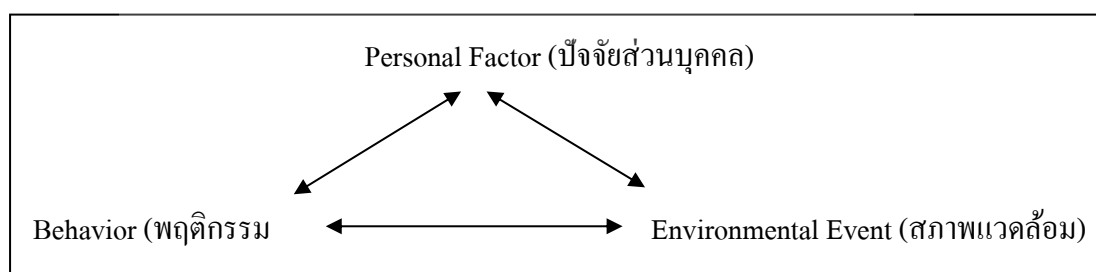 Personal Factor (ปัจจัยส่วนบุคคล)
Behavior (พฤติกรรม
Environmental Event (สภาพแวดล้อม)